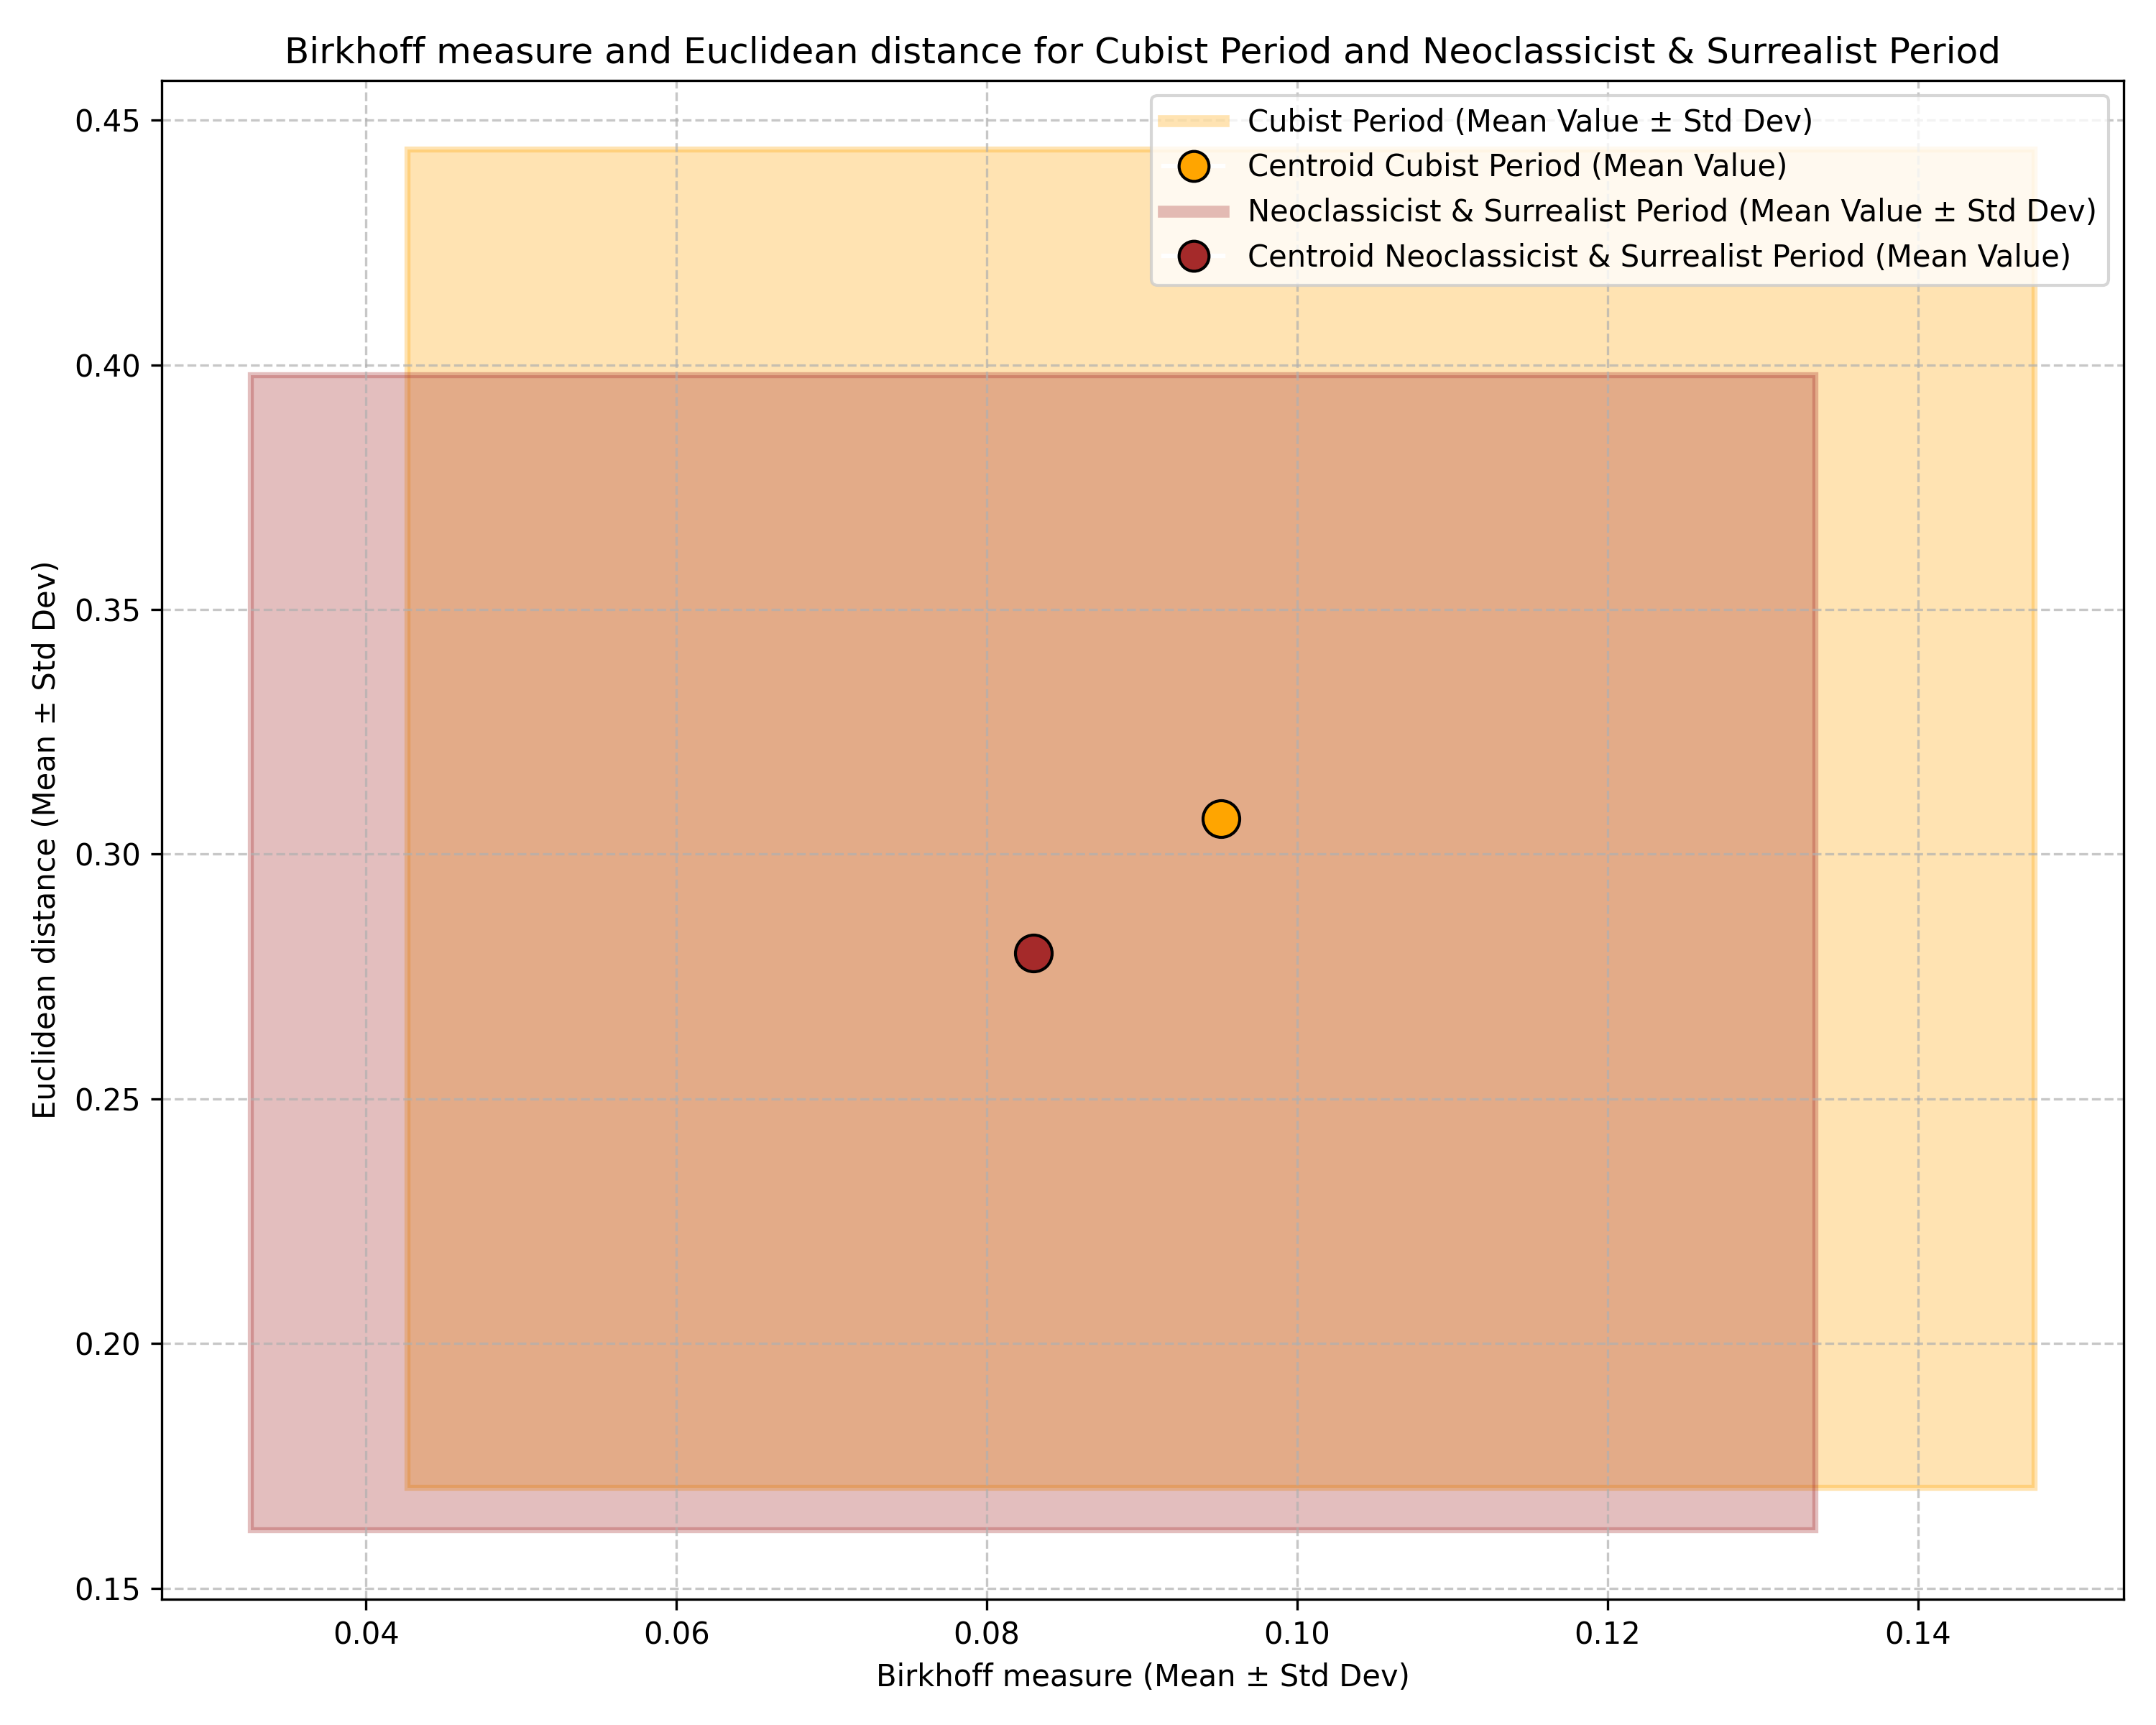 Birkhoff measure and Euclidean distance for Cubist Period and Neoclassicist & Surrealist Period
Cubist Period (Mean Value ± Std Dev)
Centroid Cubist Period (Mean Value)
Neoclassicist & Surrealist Period (Mean Value ± Std Dev)
Centroid Neoclassicist & Surrealist Period (Mean Value)
Euclidean distance (Mean ± Std Dev)
0.45
0.40
0.35
0.30
0.25
0.20
0.15
0.04 0.06 0.08 0.10 0.12 0.14
Birkhoff measure (Mean ± Std Dev)